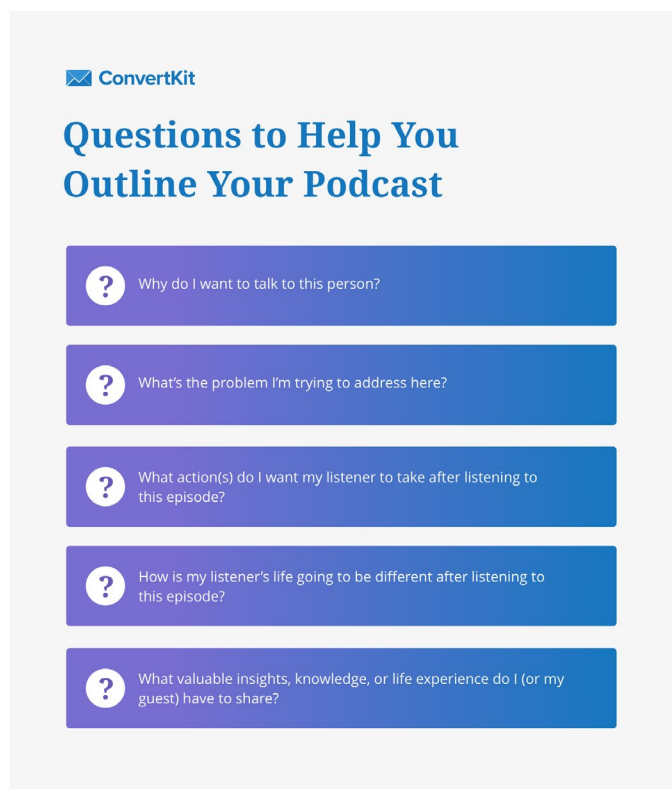 ConvertKit
Questions to Help You
Outline Your Podcast
? Why do I want to talk to this person?
? What's the problem I'm trying to address here?
? What action(s) do I want my listener to take after listening to
this episode?
? How is my listener's life going to be different after listening to
this episode?
? What valuable insights, knowledge, or life experience do I (or my
guest) have to share?